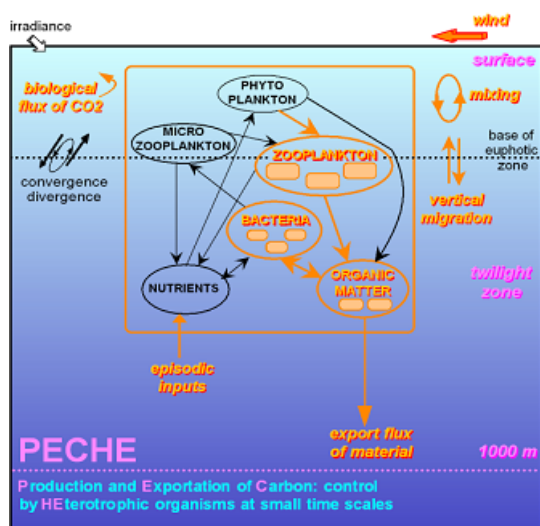 irradiance
wind
surface
biological
flux of CO2
PHYTO
PLANKTON
mixing
MICRO
ZOOPLANKTON
ZOOPLANKTON
base of
euphotic
zone
convergence
divergence
vertical
migration
BACTERIA
NUTRIENTS
ORGANIC
MATTER
twilight
zone
episodic
inputs
export flux
of material
PECHE
1000 m
Production and Exportation of Carbon: control
by HEterotrophic organisms at small time scales